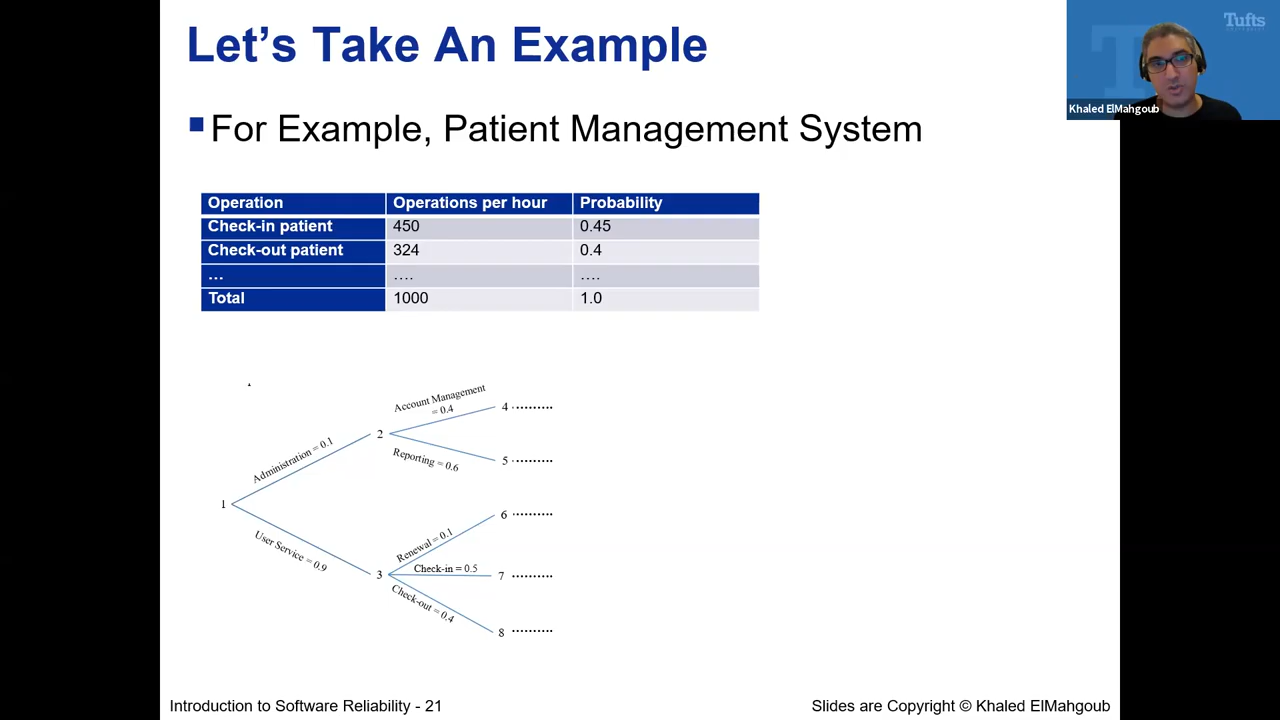 Let's Take An Example
For Example, Patient Management System
Operation Operations per hour Probability
Check-in patient 450 0.45
Check-out patient 324 0.4
... .... ....
Total 1000 1.0
Account Management
= 0.4
4 ..........
2
Administration = 0.1
Reporting = 0.6
5 ..........
1
6 ..........
Renewal = 0.1
User Service = 0.9
Check-in = 0.5
3
7 ..........
Check-out = 0.4
8 ..........
Introduction to Software Reliability - 21
Slides are Copyright © Khaled ElMahgoub
Tufts
Khaled ElMahgoub